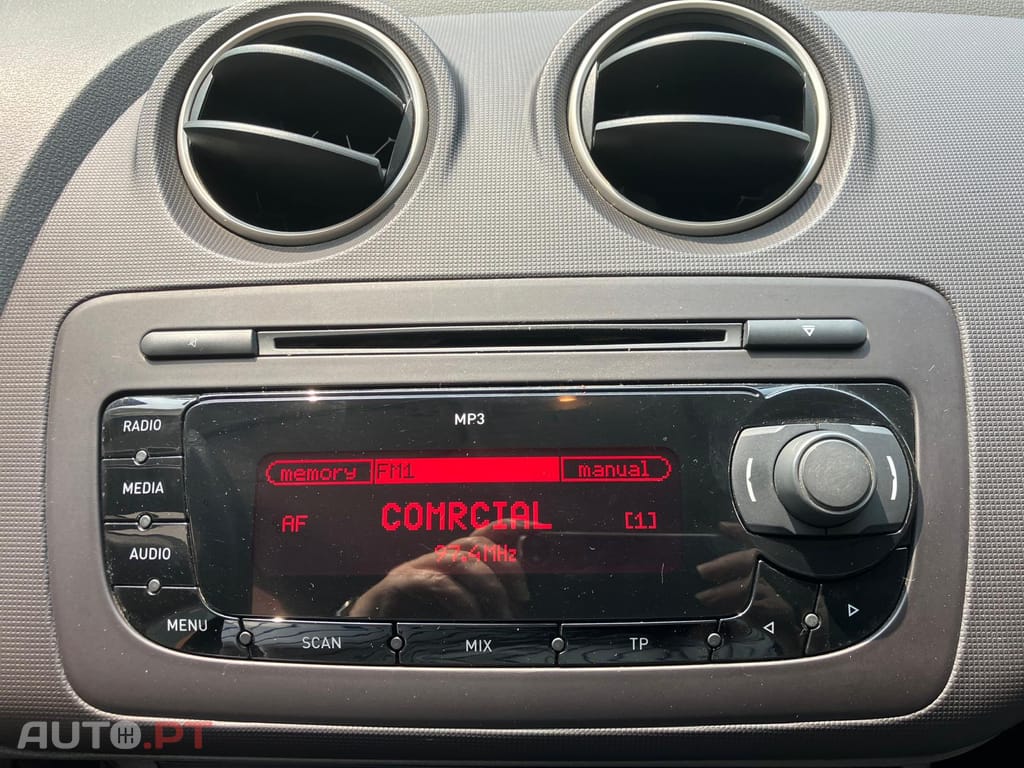 MP3
RADIO
memory FM1 manual
MEDIA
AF COMRCIAL [1]
97.4MHz
AUDIO
MENU SCAN MIX TP
AUTO.PT